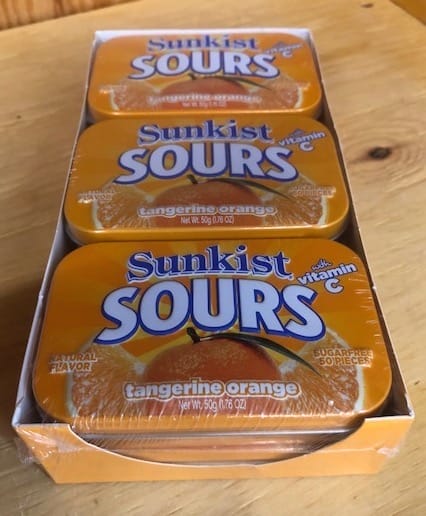 Sunkist
SOURS
vitamin C
tangerine orange
Sunkist
SOURS
vitamin
C
tangerine orange
Net Wt. 50g (1.76 OZ)
Sunkist
SOURS
with
vitamin
C
NATURAL
FLAVOR
SUGARFREE
50 PIECES
tangerine orange
Net Wt. 50g (1.76 OZ)